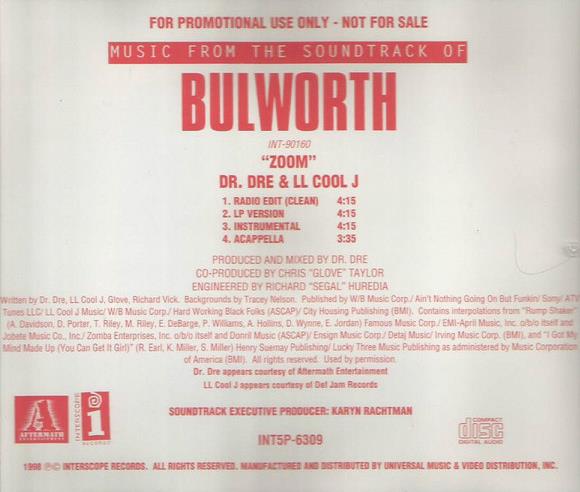 FOR PROMOTIONAL USE ONLY - NOT FOR SALE
MUSIC FROM THE SOUNDTRACK OF
BULWORTH
INT-90160
"ZOOM"
DR. DRE & LL COOL J
1. RADIO EDIT (CLEAN) 4:15
2. LP VERSION 4:15
3. INSTRUMENTAL 4:15
4. ACAPPELLA 3:35
PRODUCED AND MIXED BY DR. DRE
CO-PRODUCED BY CHRIS "GLOVE" TAYLOR
ENGINEERED BY RICHARD "SEGAL" HUREDIA
Written by Dr. Dre, LL Cool J, Glove, Richard Vick. Backgrounds by Tracey Nelson. Published by W/B Music Corp./ Ain't Nothing Going On But Funkin/ Sony/ ATV
Tunes LLC/ LL Cool J Music/ W/B Music Corp./ Hard Working Black Folks (ASCAP)/ City Housing Publishing (BMI). Contains interpolations from "Rump Shaker"
(A. Davidson, D. Porter, T. Riley, M. Riley, E. DeBarge, P. Williams, A. Hollins, D. Wynne, E. Jordan) Famous Music Corp./ EMI-April Music, Inc. o/b/o itself and
Jobete Music Co., Inc./ Zomba Enterprises, Inc. o/b/o itself and Donril Music (ASCAP)/ Ensign Music Corp./ Detaj Music/ Irving Music Corp. (BMI), and "I Got My
Mind Made Up (You Can Get It Girl)" (R. Earl, K. Miller, S. Miller) Henry Suemay Publishing/ Lucky Three Music Publishing as administered by Music Corporation
of America (BMI). All rights reserved. Used by permission.
Dr. Dre appears courtesy of Aftermath Entertainment
LL Cool J appears courtesy of Def Jam Records
AFTERMATH
ENTERTAINMENT
INTERSCOPE
RECORDS
SOUNDTRACK EXECUTIVE PRODUCER: KARYN RACHTMAN
INT5P-6309
COMPACT
disc
DIGITAL AUDIO
1998 ℗© INTERSCOPE RECORDS. ALL RIGHTS RESERVED. MANUFACTURED AND DISTRIBUTED BY UNIVERSAL MUSIC & VIDEO DISTRIBUTION, INC.